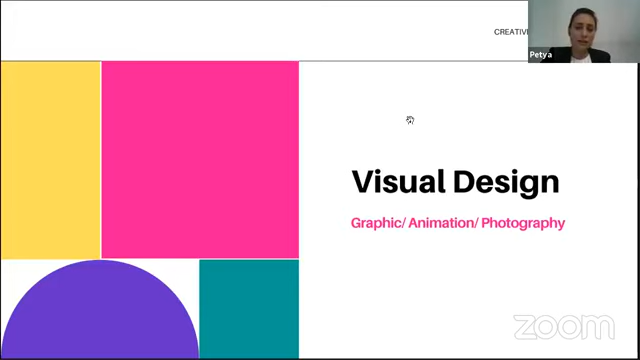 CREATIVE
Petya
Visual Design
Graphic/ Animation/ Photography
zoom